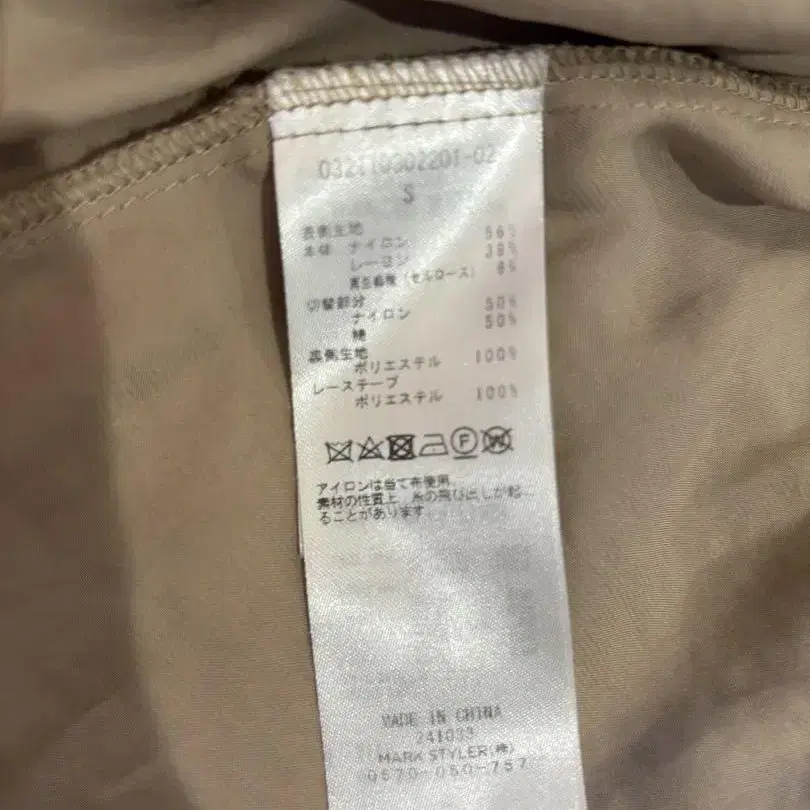 S
表側生地
本体 ナイロン 56%
レーヨン 38%
再生繊維(セルロース) 6%
切替部分
ナイロン 50%
綿 50%
裏側生地
ポリエステル 100%
レーステープ
ポリエステル 100%
F W
アイロンは当て布使用
素材の性質上、糸の飛び出しが起
ることがあります
MADE IN CHINA
241033
MARK STYLER(株)
0570-050-757